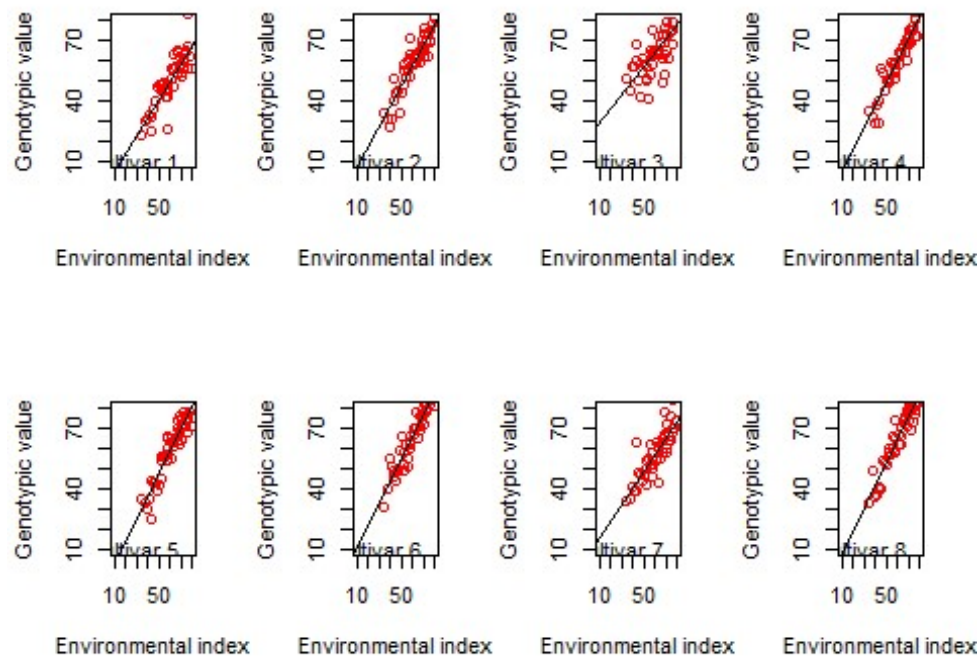 Genotypic value
70
40
10
ltivar 1
10 50
Environmental index
Genotypic value
70
40
10
ltivar 2
10 50
Environmental index
Genotypic value
70
40
10
ltivar 3
10 50
Environmental index
Genotypic value
70
40
10
ltivar 4
10 50
Environmental index
Genotypic value
70
40
10
ltivar 5
10 50
Environmental index
Genotypic value
70
40
10
ltivar 6
10 50
Environmental index
Genotypic value
70
40
10
ltivar 7
10 50
Environmental index
Genotypic value
70
40
10
ltivar 8
10 50
Environmental index